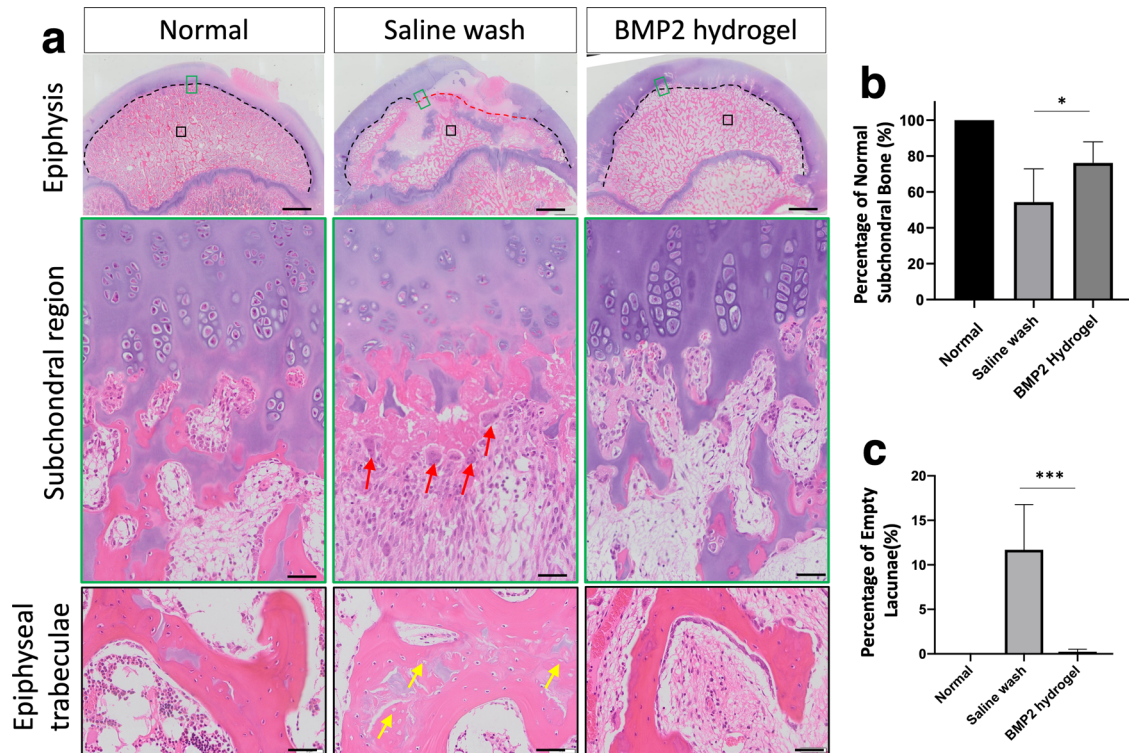 a
Normal
Saline wash
BMP2 hydrogel
Epiphysis
Subchondral region
Epiphyseal
trabeculae
b
Percentage of Normal
Subchondral Bone (%)
100
80
60
40
20
0
*
Normal
Saline wash
BMP2 Hydrogel
c
Percentage of Empty
Lacunae(%)
20
15
10
5
0
***
Normal
Saline wash
BMP2 hydrogel